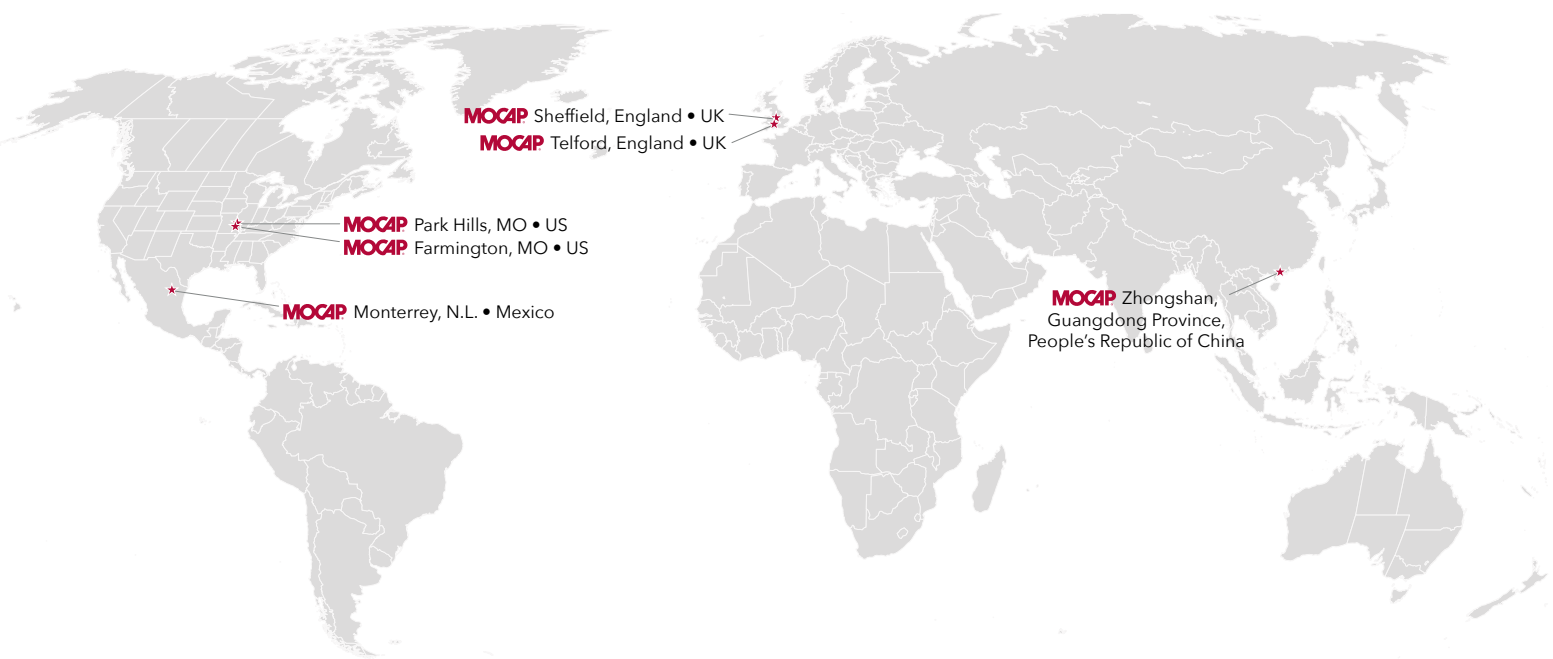 MOCAP Sheffield, England • UK
MOCAP Telford, England • UK
MOCAP Park Hills, MO • US
MOCAP Farmington, MO • US
MOCAP Monterrey, N.L. • Mexico
MOCAP Zhongshan,
Guangdong Province,
People’s Republic of China